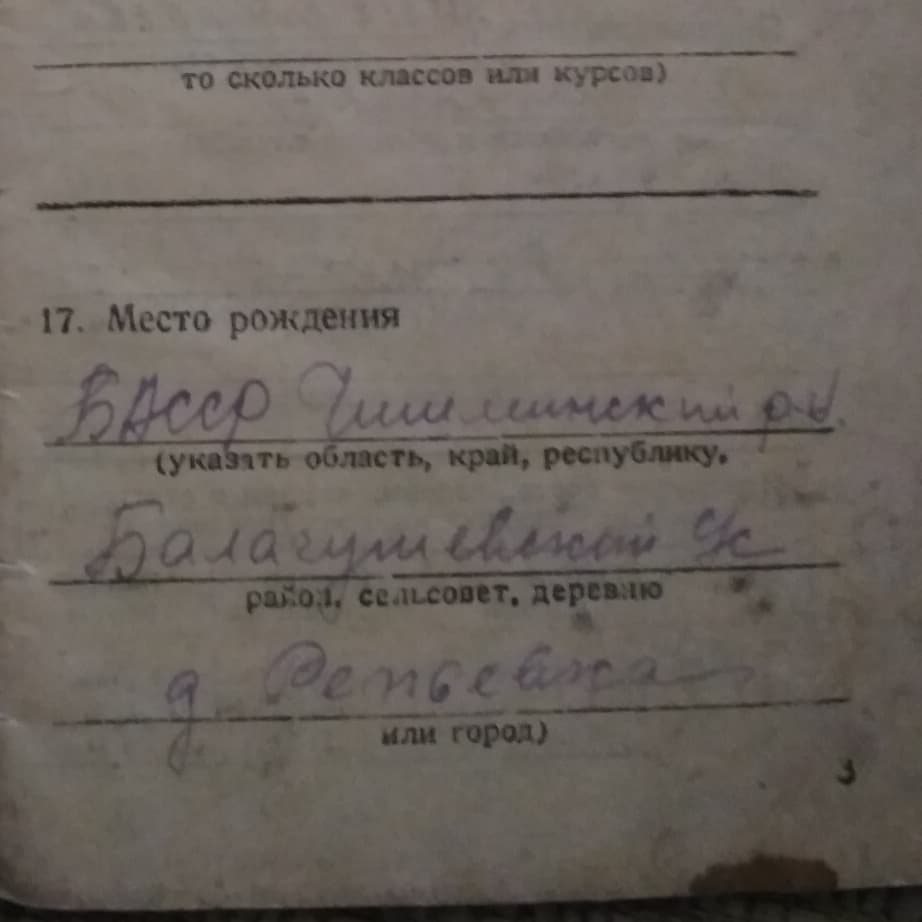 то сколько классов или курсов)
17. Место рождения
БАССР Чишминский р-н.
(указать область, край, республику,
Балагушевский с/с
район, сельсовет, деревню
д. Репьевка
или город)
3